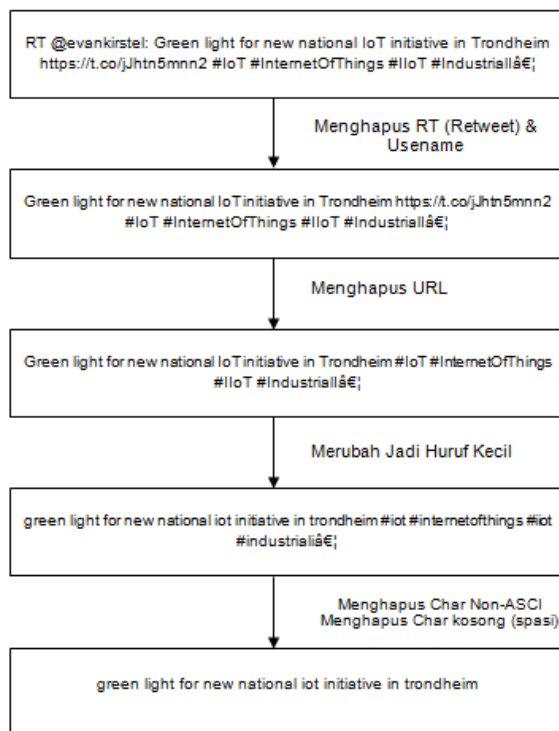 RT @evankirstel: Green light for new national IoT initiative in Trondheim
https://t.co/jJhtn5mnn2 #IoT #InternetOfThings #IIoT #IndustrialIâ€¦
Menghapus RT (Retweet) &
Usename
Green light for new national IoT initiative in Trondheim https://t.co/jJhtn5mnn2
#IoT #InternetOfThings #IIoT #IndustrialIâ€¦
Menghapus URL
Green light for new national IoT initiative in Trondheim #IoT #InternetOfThings
#IIoT #IndustrialIâ€¦
Merubah Jadi Huruf Kecil
green light for new national iot initiative in trondheim #iot #internetofthings #iiot
#industrialiâ€¦
Menghapus Char Non-ASCI
Menghapus Char kosong (spasi)
green light for new national iot initiative in trondheim